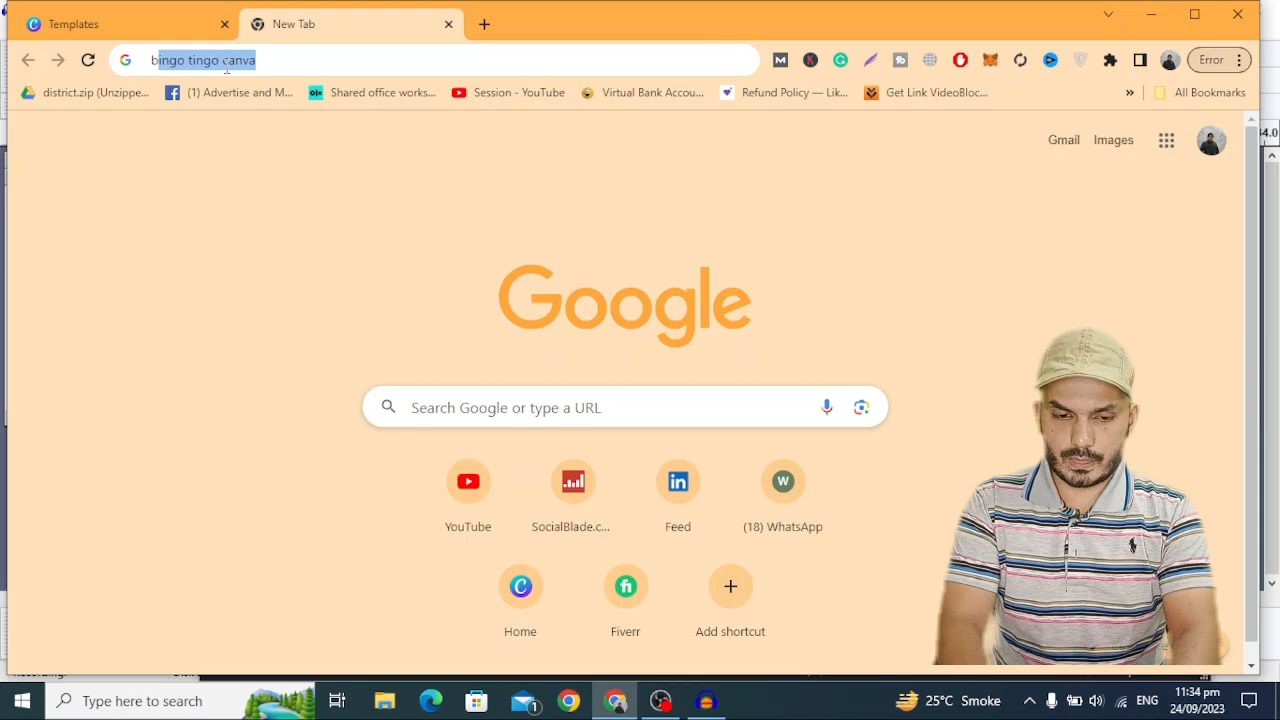 Templates
New Tab
bingo tingo canva
Error
district.zip (Unzippe...
(1) Advertise and M...
Shared office works...
Session - YouTube
Virtual Bank Accou...
Refund Policy — Lik...
Get Link VideoBloc...
All Bookmarks
Gmail
Images
Google
Search Google or type a URL
YouTube
SocialBlade.c...
Feed
(18) WhatsApp
Home
Fiverr
Add shortcut
Type here to search
25°C Smoke
ENG
11:34 pm
24/09/2023